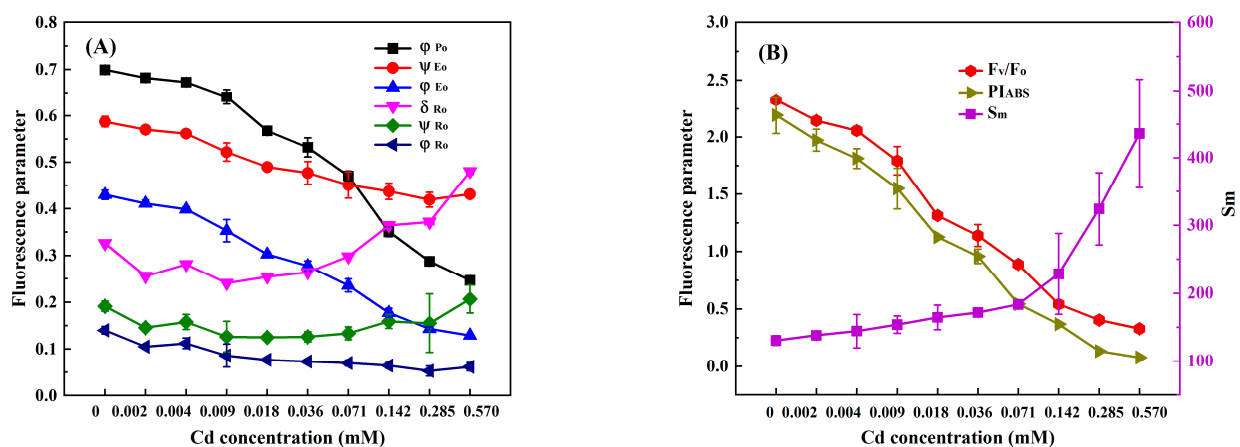 (A)
φ Po
ψ Eo
φ Eo
δ Ro
ψ Ro
φ Ro
Fluorescence parameter
0.8
0.7
0.6
0.5
0.4
0.3
0.2
0.1
0.0
0 0.002 0.004 0.009 0.018 0.036 0.071 0.142 0.285 0.570
Cd concentration (mM)
(B)
Fv/Fo
PIABS
Sm
Fluorescence parameter
3.0
2.5
2.0
1.5
1.0
0.5
0.0
600
500
400
300
200
100
Sm
0 0.002 0.004 0.009 0.018 0.036 0.071 0.142 0.285 0.570
Cd concentration (mM)